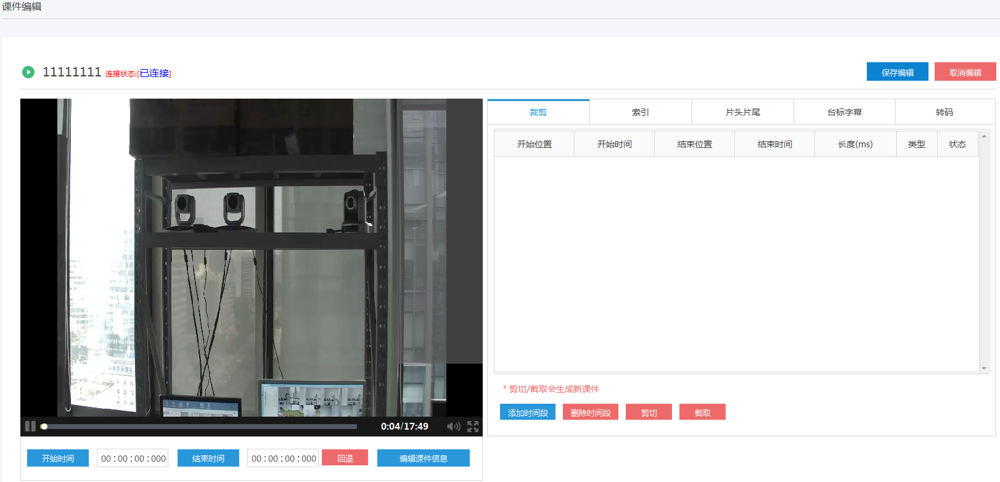 课件编辑
11111111 连接状态:[已连接]
保存编辑 取消编辑
裁剪 索引 片头片尾 台标字幕 转码
开始位置 开始时间 结束位置 结束时间 长度(ms) 类型 状态
* 剪切/截取会生成新课件
添加时间段 删除时间段 剪切 截取
0:04/17:49
开始时间 00:00:00:000 结束时间 00:00:00:000 回退 编辑课件信息